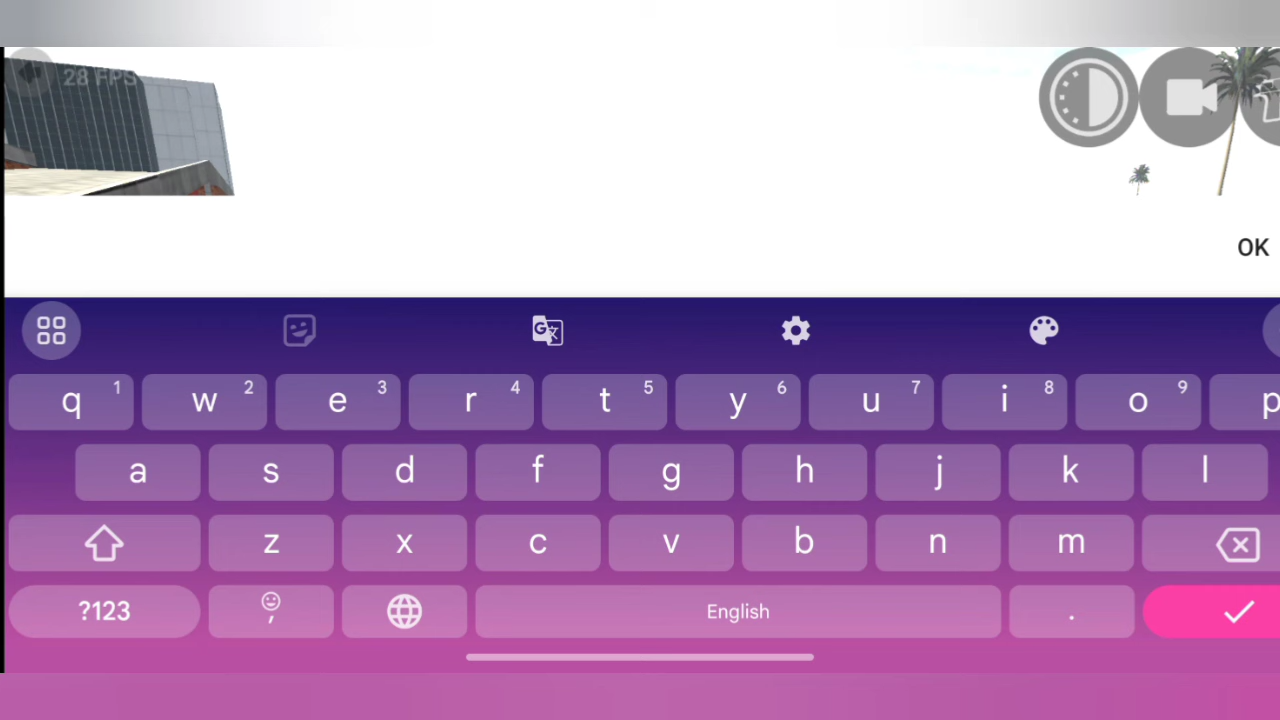 28 FPS
OK
q 1 w 2 e 3 r 4 t 5 y 6 u 7 i 8 o 9 p
a s d f g h j k l
z x c v b n m
?123 , English .